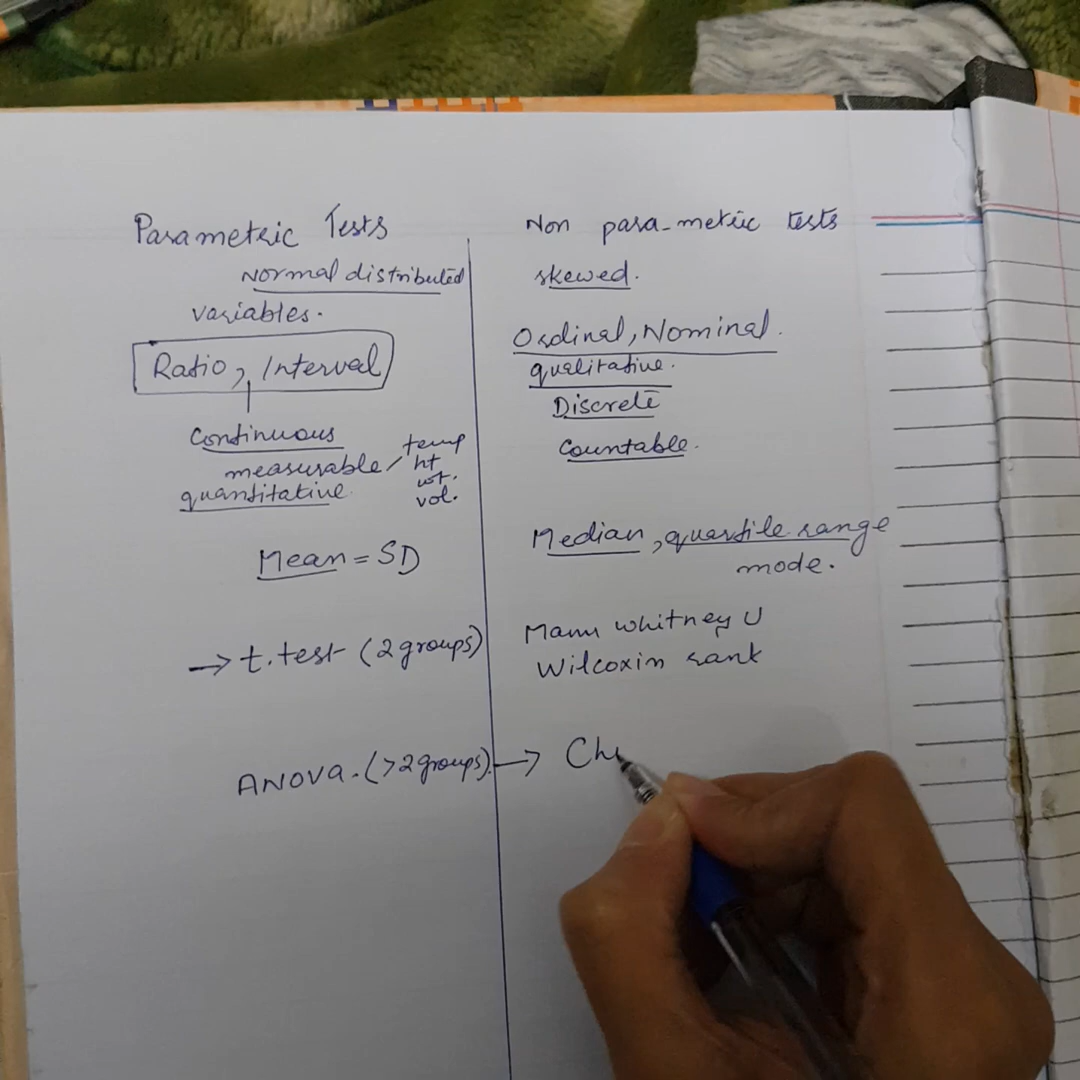 Parametric Tests
Normal distributed
variables.
Ratio, Interval
Continuous
measurable
temp
ht
wt.
vol.
quantitative
Mean = SD
→ t.test (2 groups)
ANOVA. (>2 groups). →
Non para-metric tests
skewed.
Ordinal, Nominal.
qualitative.
Discrete
Countable.
Median, quartile range
mode.
Mann whitney U
Wilcoxin rank
Chi